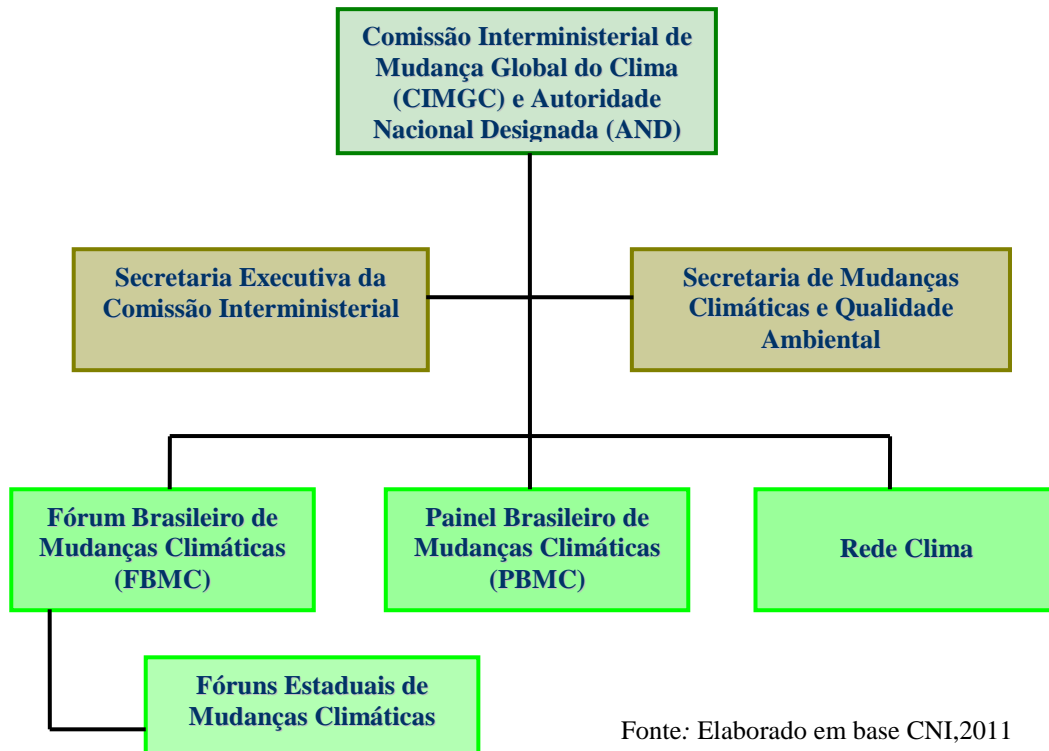 Comissão Interministerial de
Mudança Global do Clima
(CIMGC) e Autoridade
Nacional Designada (AND)
Secretaria Executiva da
Comissão Interministerial
Secretaria de Mudanças
Climáticas e Qualidade
Ambiental
Fórum Brasileiro de
Mudanças Climáticas
(FBMC)
Painel Brasileiro de
Mudanças Climáticas
(PBMC)
Rede Clima
Fóruns Estaduais de
Mudanças Climáticas
Fonte: Elaborado em base CNI,2011